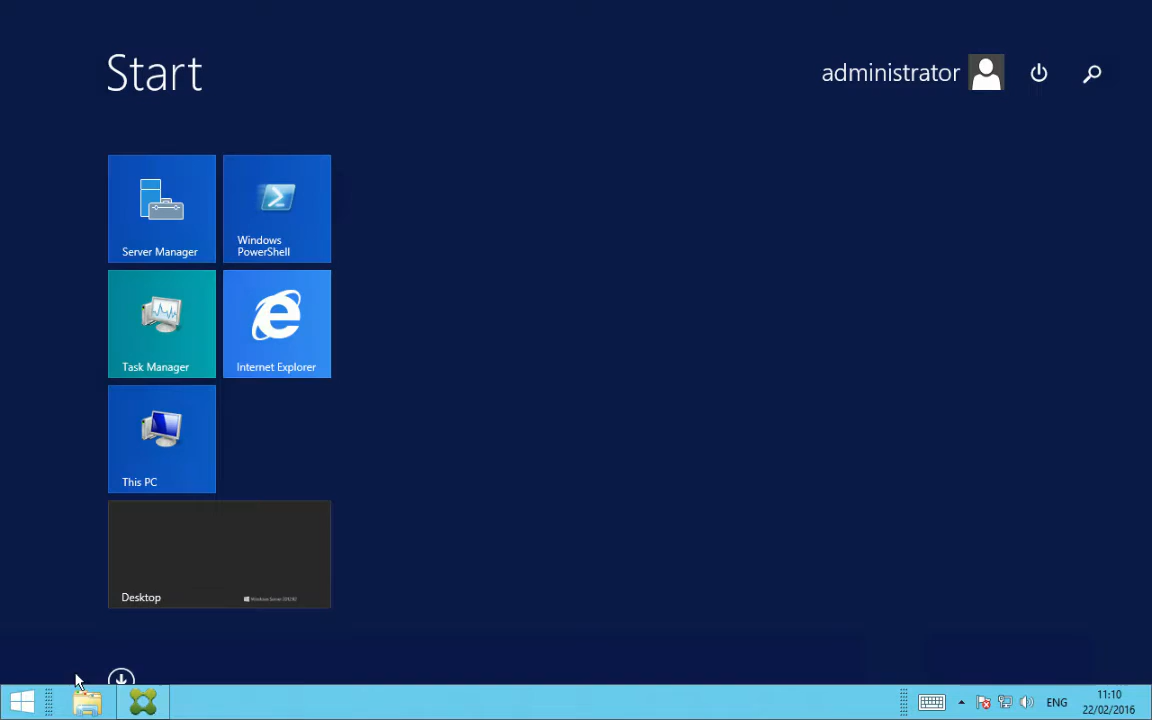 Start
administrator
Server Manager
Windows
PowerShell
Task Manager
Internet Explorer
This PC
Desktop
ENG
11:10
22/02/2016